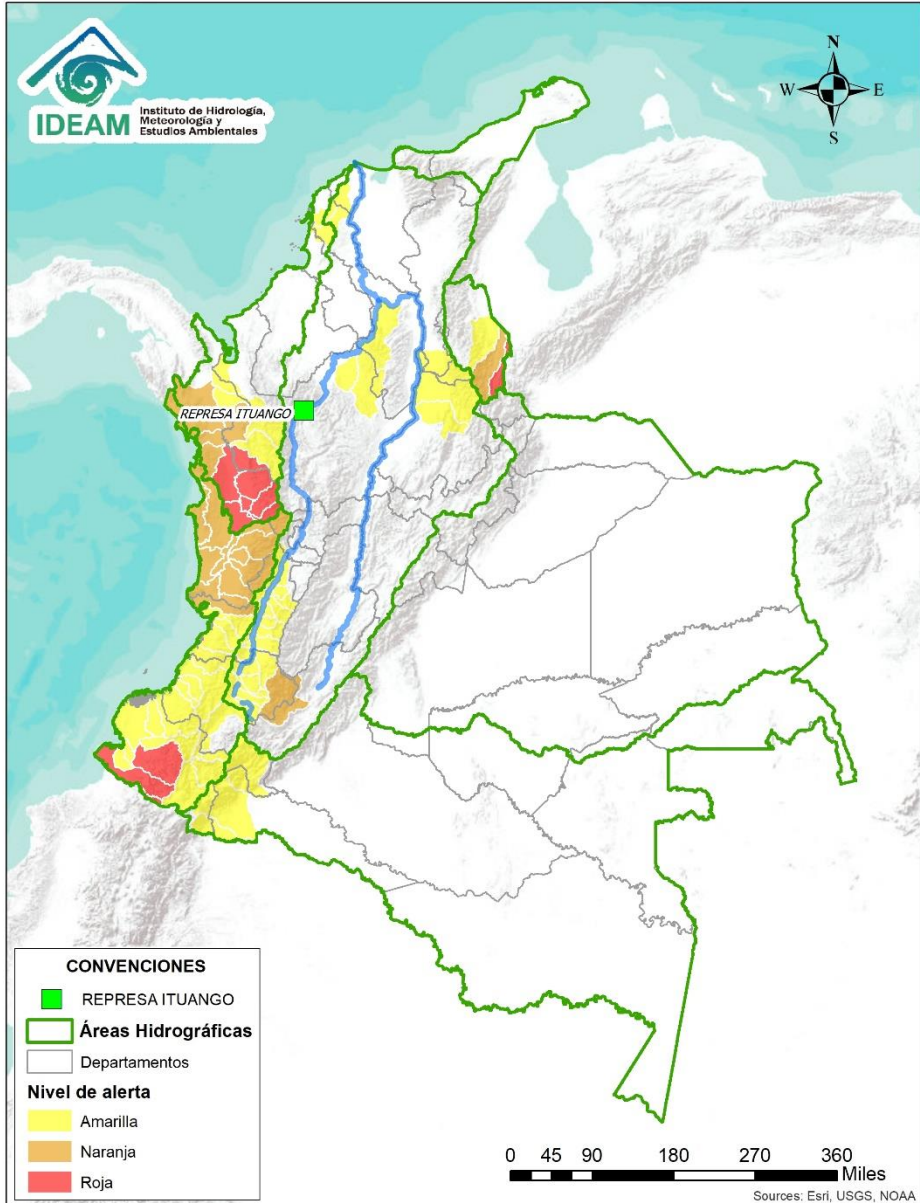 IDEAM
Instituto de Hidrología,
Meteorología y
Estudios Ambientales
N
W
E
S
REPRESA ITUANGO
CONVENCIONES
REPRESA ITUANGO
Áreas Hidrográficas
Departamentos
Nivel de alerta
Amarilla
Naranja
Roja
0 45 90 180 270 360
Miles
Sources: Esri, USGS, NOAA